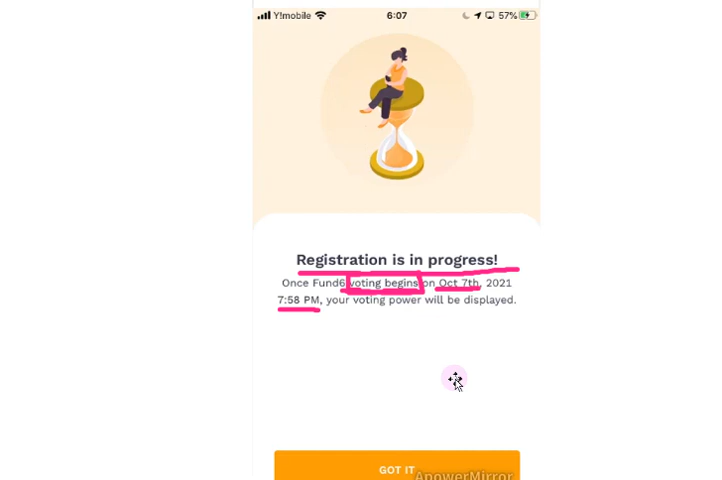 Y!mobile 6:07 57%
Registration is in progress!
Once Fund6 voting begins on Oct 7th, 2021
7:58 PM, your voting power will be displayed.
GOT IT
ApowerMirror